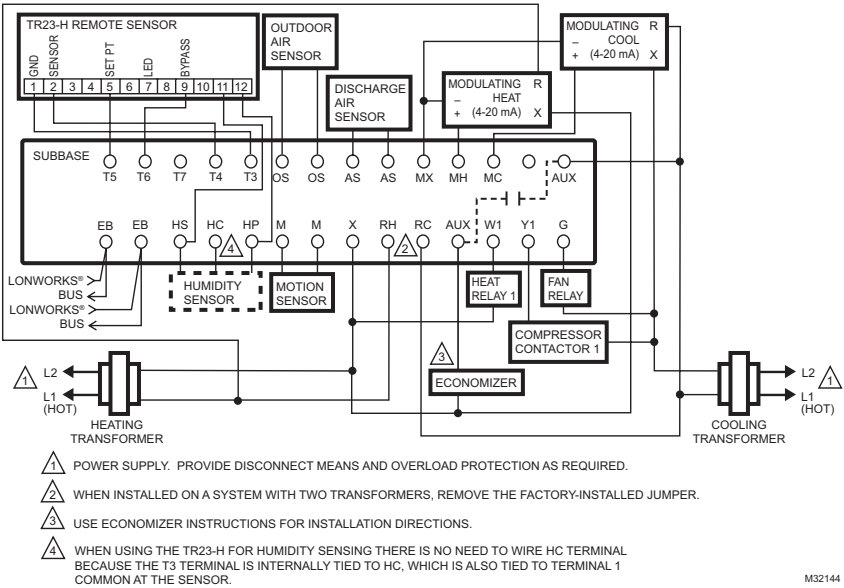 TR23-H REMOTE SENSOR
GND
SENSOR
SET PT
LED
BYPASS
1 2 3 4 5 6 7 8 9 10 11 12
OUTDOOR
AIR
SENSOR
DISCHARGE
AIR
SENSOR
MODULATING R
– HEAT
+ (4-20 mA) X
MODULATING R
– COOL
+ (4-20 mA) X
SUBBASE
T5 T6 T7 T4 T3 OS OS AS AS MX MH MC AUX
EB EB HS HC HP M M X RH RC AUX W1 Y1 G
4
2
LONWORKS®
BUS
LONWORKS®
BUS
HUMIDITY
SENSOR
MOTION
SENSOR
HEAT
RELAY 1
FAN
RELAY
COMPRESSOR
CONTACTOR 1
3
ECONOMIZER
1
L2
L1
(HOT)
HEATING
TRANSFORMER
L2
1
L1
(HOT)
COOLING
TRANSFORMER
1 POWER SUPPLY. PROVIDE DISCONNECT MEANS AND OVERLOAD PROTECTION AS REQUIRED.
2 WHEN INSTALLED ON A SYSTEM WITH TWO TRANSFORMERS, REMOVE THE FACTORY-INSTALLED JUMPER.
3 USE ECONOMIZER INSTRUCTIONS FOR INSTALLATION DIRECTIONS.
4 WHEN USING THE TR23-H FOR HUMIDITY SENSING THERE IS NO NEED TO WIRE HC TERMINAL
BECAUSE THE T3 TERMINAL IS INTERNALLY TIED TO HC, WHICH IS ALSO TIED TO TERMINAL 1
COMMON AT THE SENSOR.
M32144